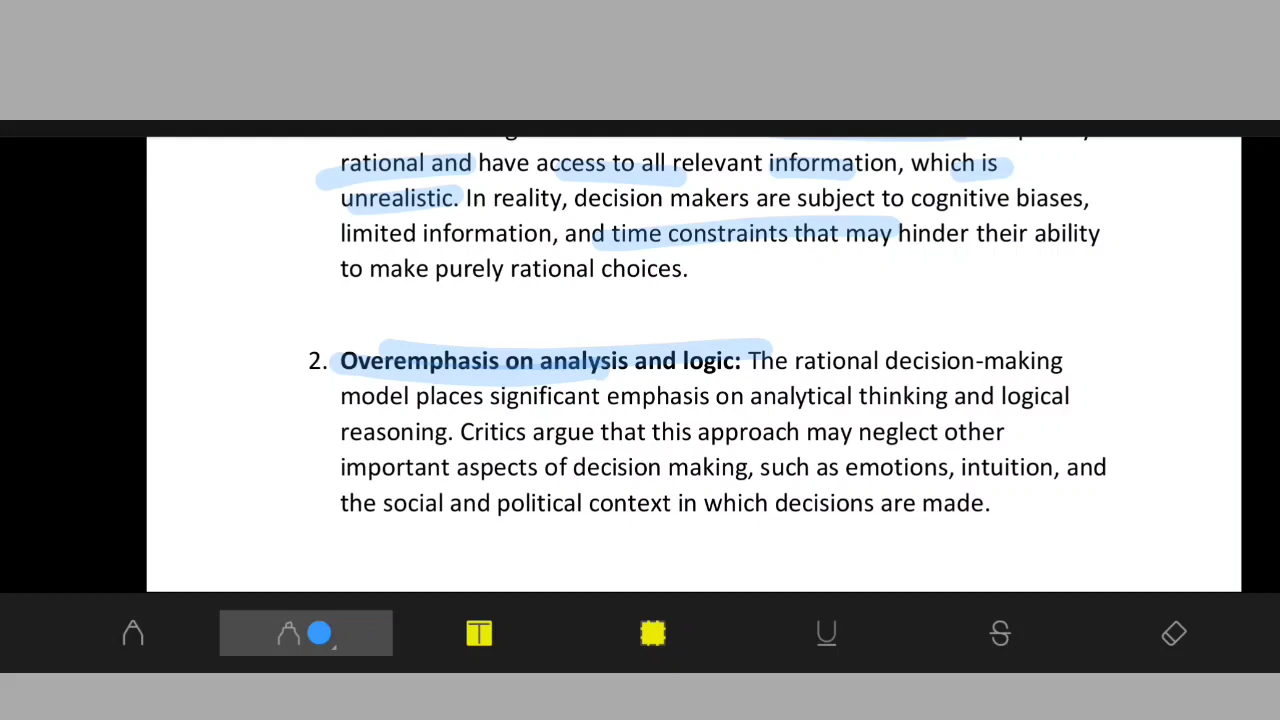 rational and have access to all relevant information, which is
unrealistic. In reality, decision makers are subject to cognitive biases,
limited information, and time constraints that may hinder their ability
to make purely rational choices.
2. Overemphasis on analysis and logic: The rational decision-making
model places significant emphasis on analytical thinking and logical
reasoning. Critics argue that this approach may neglect other
important aspects of decision making, such as emotions, intuition, and
the social and political context in which decisions are made.